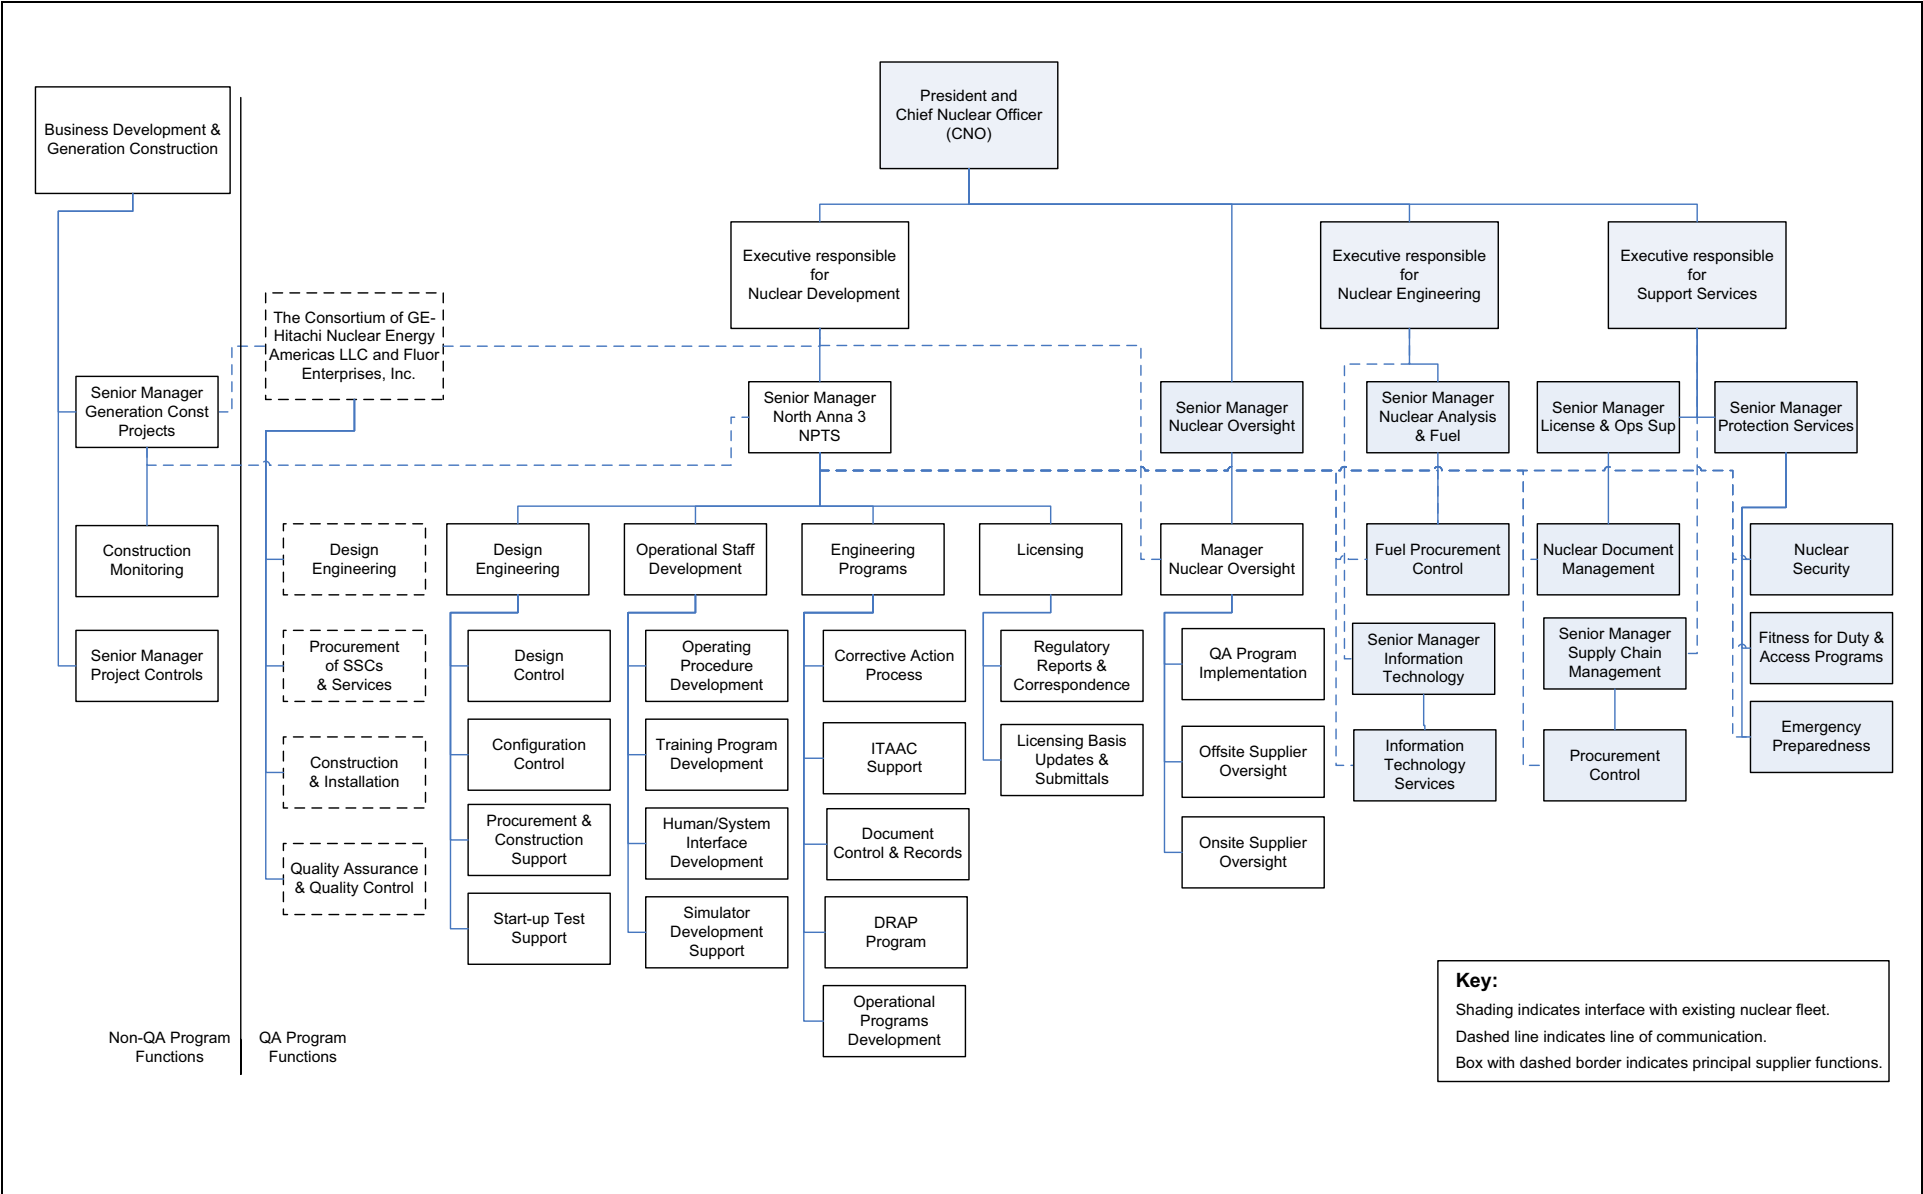 President and
Chief Nuclear Officer
(CNO)
Business Development &
Generation Construction
Executive responsible
for
Nuclear Development
Executive responsible
for
Nuclear Engineering
Executive responsible
for
Support Services
The Consortium of GE-
Hitachi Nuclear Energy
Americas LLC and Fluor
Enterprises, Inc.
Senior Manager
Generation Const
Projects
Senior Manager
North Anna 3
NPTS
Senior Manager
Nuclear Oversight
Senior Manager
Nuclear Analysis
& Fuel
Senior Manager
License & Ops Sup
Senior Manager
Protection Services
Construction
Monitoring
Design
Engineering
Design
Engineering
Operational Staff
Development
Engineering
Programs
Licensing
Manager
Nuclear Oversight
Fuel Procurement
Control
Nuclear Document
Management
Nuclear
Security
Senior Manager
Project Controls
Procurement
of SSCs
& Services
Design
Control
Operating
Procedure
Development
Corrective Action
Process
Regulatory
Reports &
Correspondence
QA Program
Implementation
Senior Manager
Information
Technology
Senior Manager
Supply Chain
Management
Fitness for Duty &
Access Programs
Construction
& Installation
Configuration
Control
Training Program
Development
ITAAC
Support
Licensing Basis
Updates &
Submittals
Offsite Supplier
Oversight
Information
Technology
Services
Procurement
Control
Emergency
Preparedness
Quality Assurance
& Quality Control
Procurement &
Construction
Support
Human/System
Interface
Development
Document
Control & Records
Onsite Supplier
Oversight
Start-up Test
Support
Simulator
Development
Support
DRAP
Program
Operational
Programs
Development
Non-QA Program
Functions
QA Program
Functions
Key:
Shading indicates interface with existing nuclear fleet.
Dashed line indicates line of communication.
Box with dashed border indicates principal supplier functions.